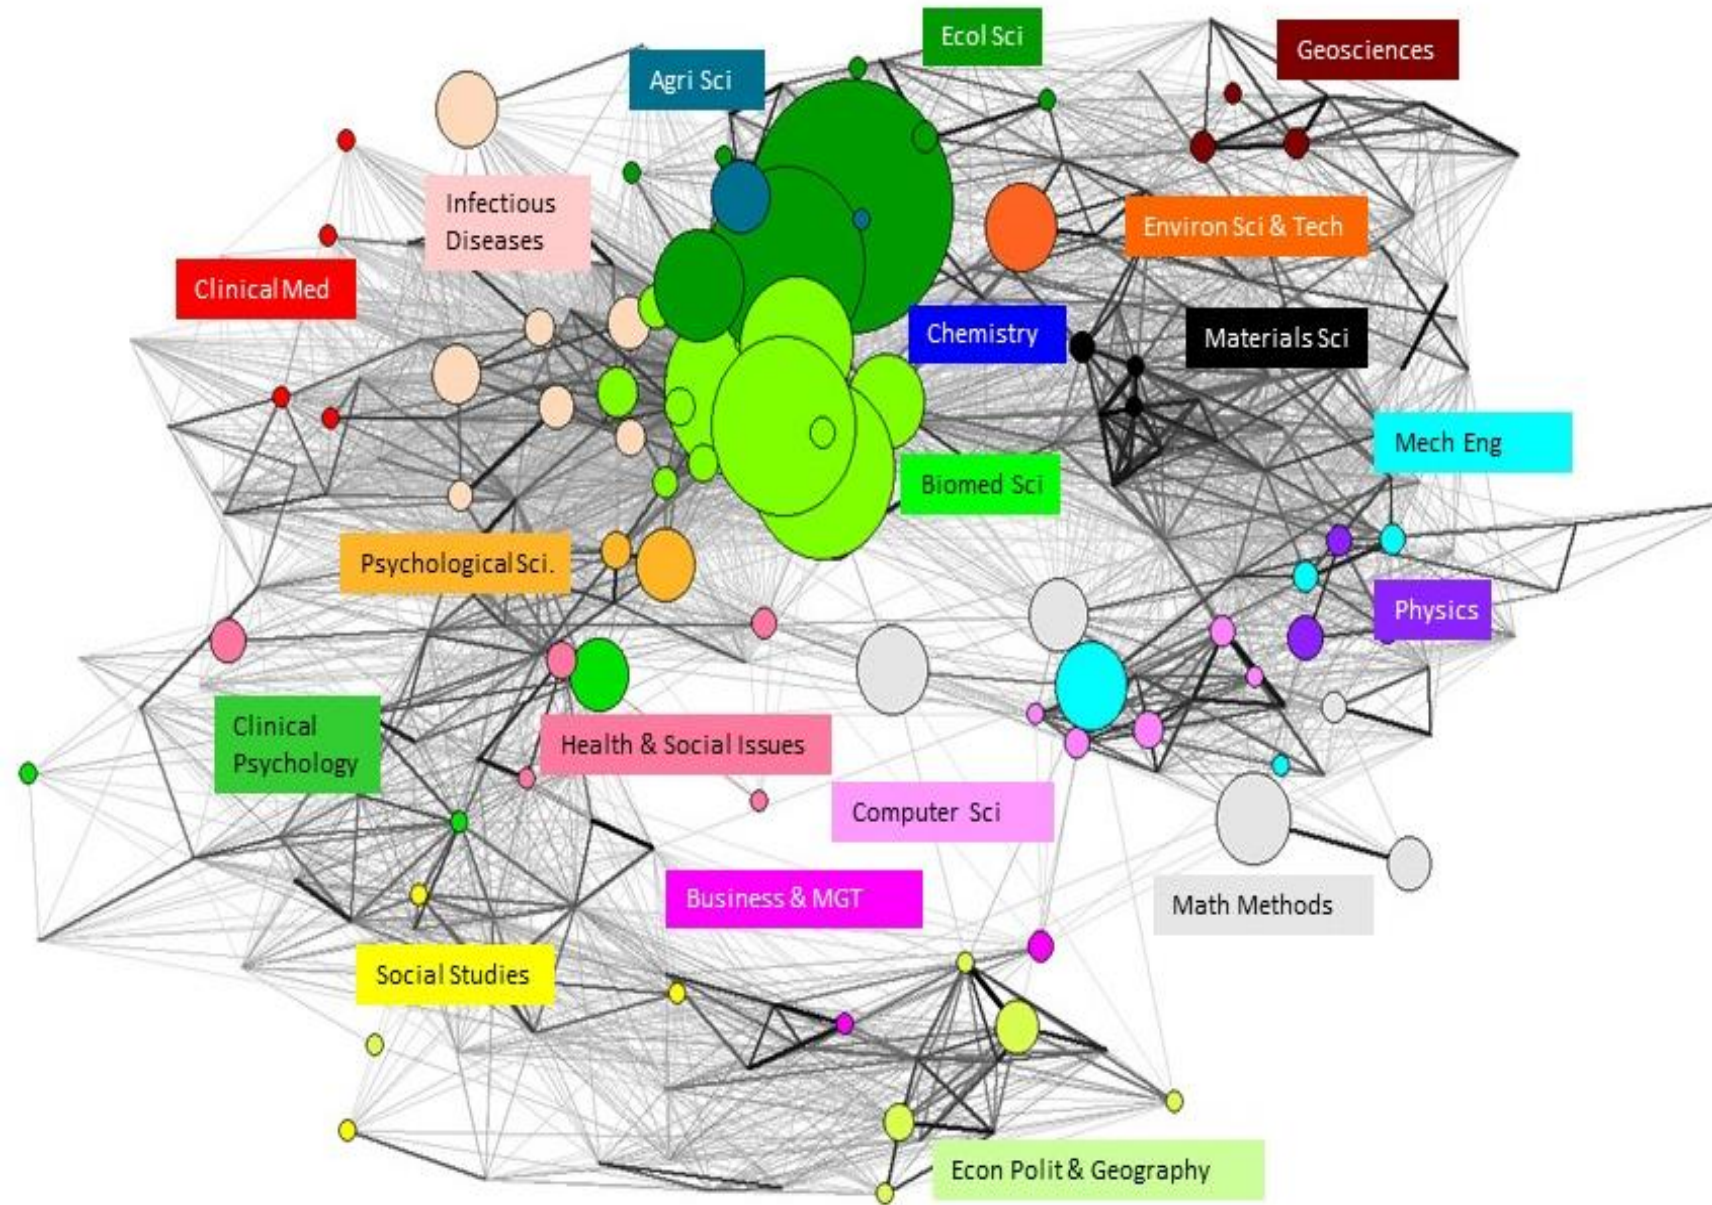 Ecol Sci
Geosciences
Agri Sci
Infectious
Diseases
Environ Sci & Tech
Clinical Med
Chemistry
Materials Sci
Mech Eng
Biomed Sci
Psychological Sci.
Physics
Clinical
Psychology
Health & Social Issues
Computer Sci
Business & MGT
Math Methods
Social Studies
Econ Polit & Geography